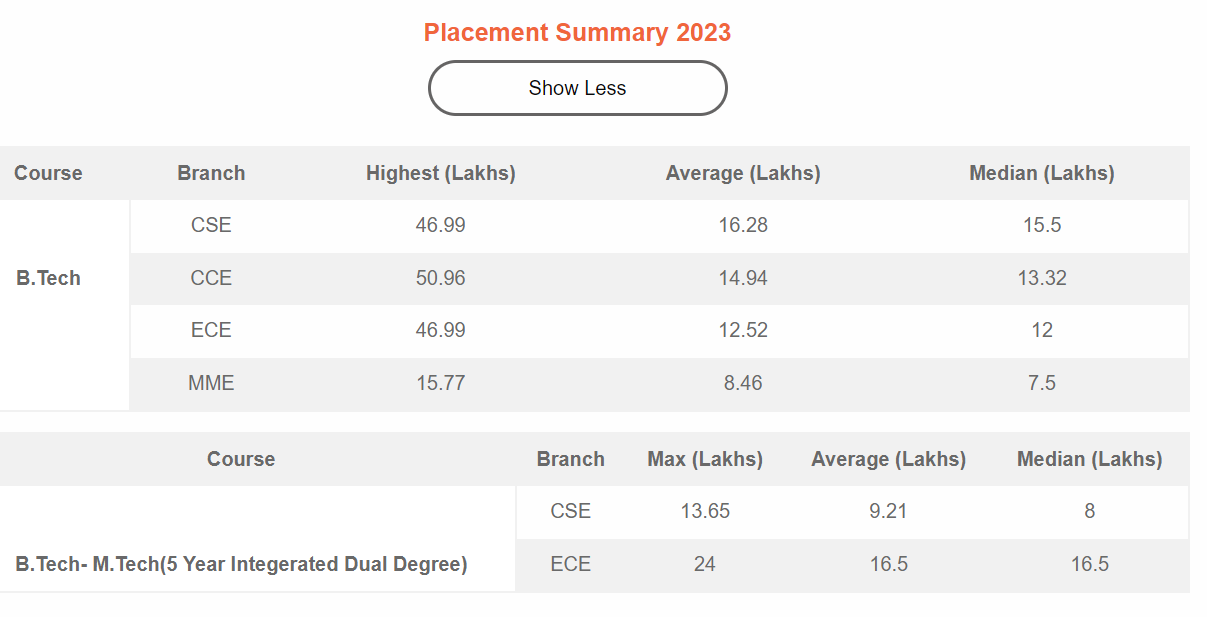 Placement Summary 2023
Show Less
Course Branch Highest (Lakhs) Average (Lakhs) Median (Lakhs)
CSE 46.99 16.28 15.5
B.Tech CCE 50.96 14.94 13.32
ECE 46.99 12.52 12
MME 15.77 8.46 7.5
Course Branch Max (Lakhs) Average (Lakhs) Median (Lakhs)
CSE 13.65 9.21 8
B.Tech- M.Tech(5 Year Integerated Dual Degree) ECE 24 16.5 16.5